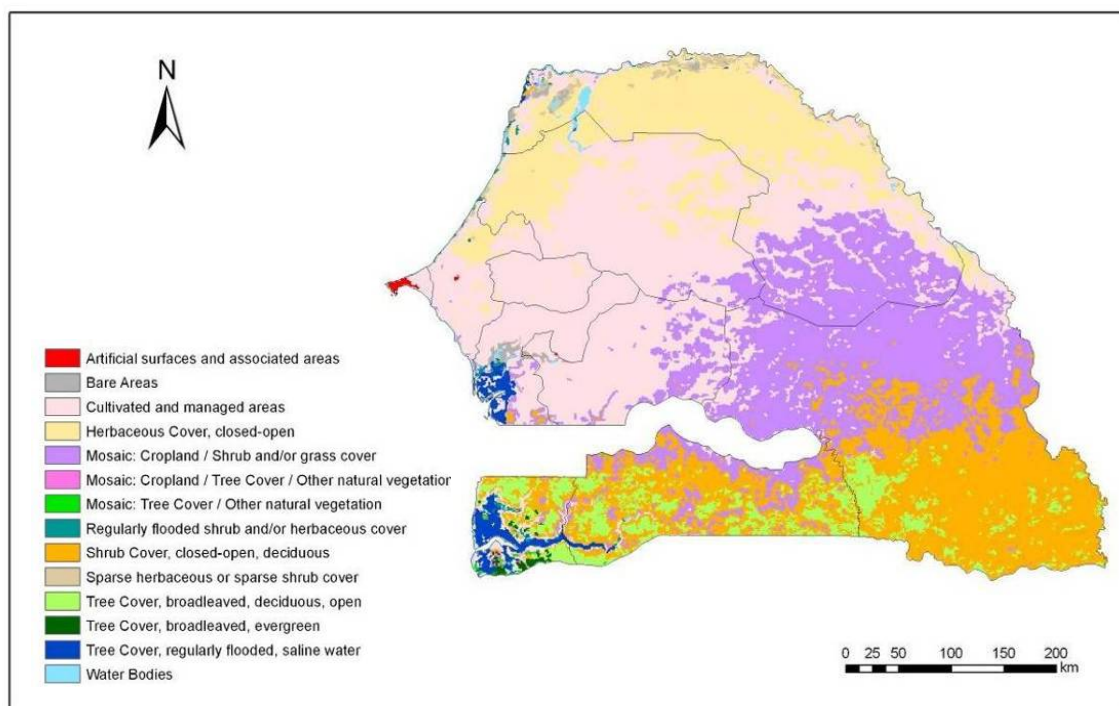 N
Artificial surfaces and associated areas
Bare Areas
Cultivated and managed areas
Herbaceous Cover, closed-open
Mosaic: Cropland / Shrub and/or grass cover
Mosaic: Cropland / Tree Cover / Other natural vegetation
Mosaic: Tree Cover / Other natural vegetation
Regularly flooded shrub and/or herbaceous cover
Shrub Cover, closed-open, deciduous
Sparse herbaceous or sparse shrub cover
Tree Cover, broadleaved, deciduous, open
Tree Cover, broadleaved, evergreen
Tree Cover, regularly flooded, saline water
Water Bodies
0 25 50 100 150 200
km